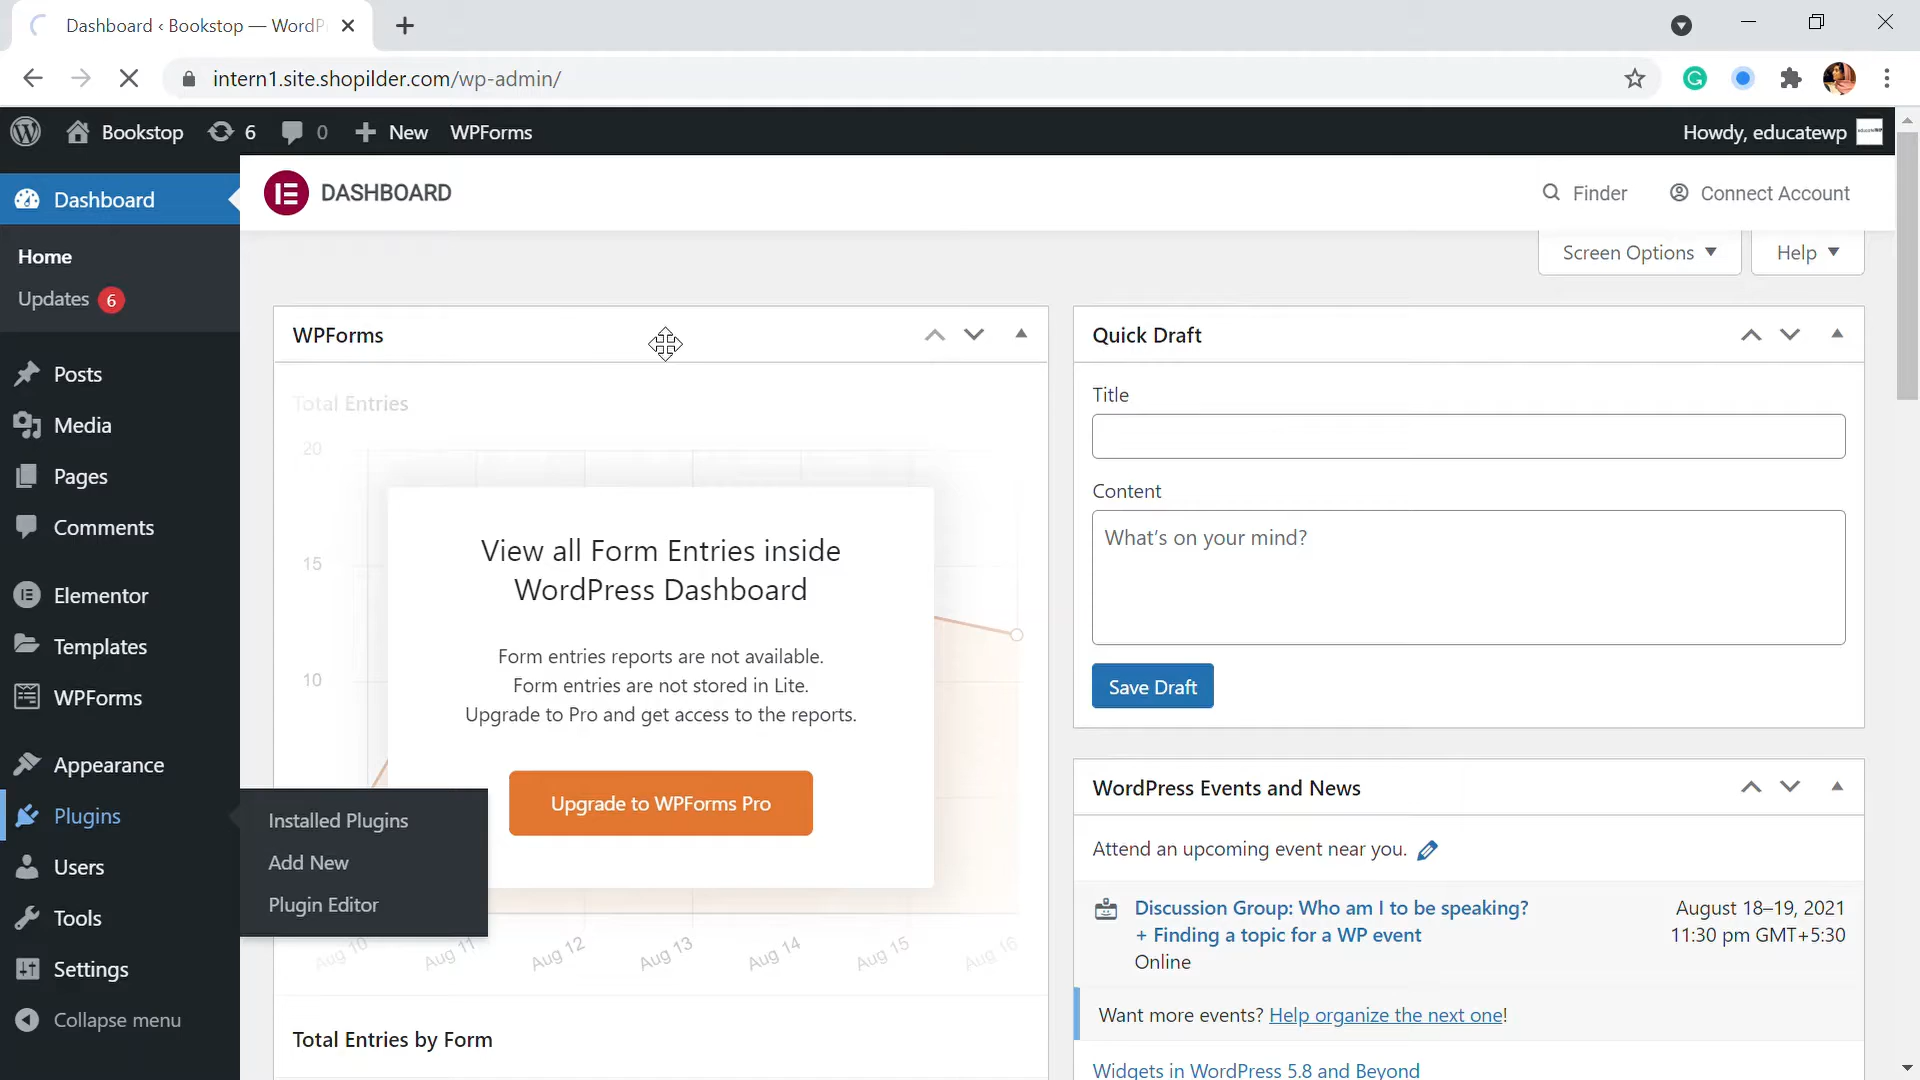 Dashboard ‹ Bookstop — WordP
intern1.site.shopilder.com/wp-admin/
Bookstop
6
0
New
WPForms
Howdy, educatewp
DASHBOARD
Finder
Connect Account
Screen Options
Help
Dashboard
Home
Updates 6
Posts
Media
Pages
Comments
Elementor
Templates
WPForms
Appearance
Plugins
Users
Tools
Settings
Collapse menu
Installed Plugins
Add New
Plugin Editor
WPForms
Total Entries
20
15
10
View all Form Entries inside
WordPress Dashboard
Form entries reports are not available.
Form entries are not stored in Lite.
Upgrade to Pro and get access to the reports.
Upgrade to WPForms Pro
Aug 10
Aug 11
Aug 12
Aug 13
Aug 14
Aug 15
Aug 16
Total Entries by Form
Quick Draft
Title
Content
What's on your mind?
Save Draft
WordPress Events and News
Attend an upcoming event near you.
Discussion Group: Who am I to be speaking?
+ Finding a topic for a WP event
Online
August 18–19, 2021
11:30 pm GMT+5:30
Want more events? Help organize the next one!
Widgets in WordPress 5.8 and Beyond